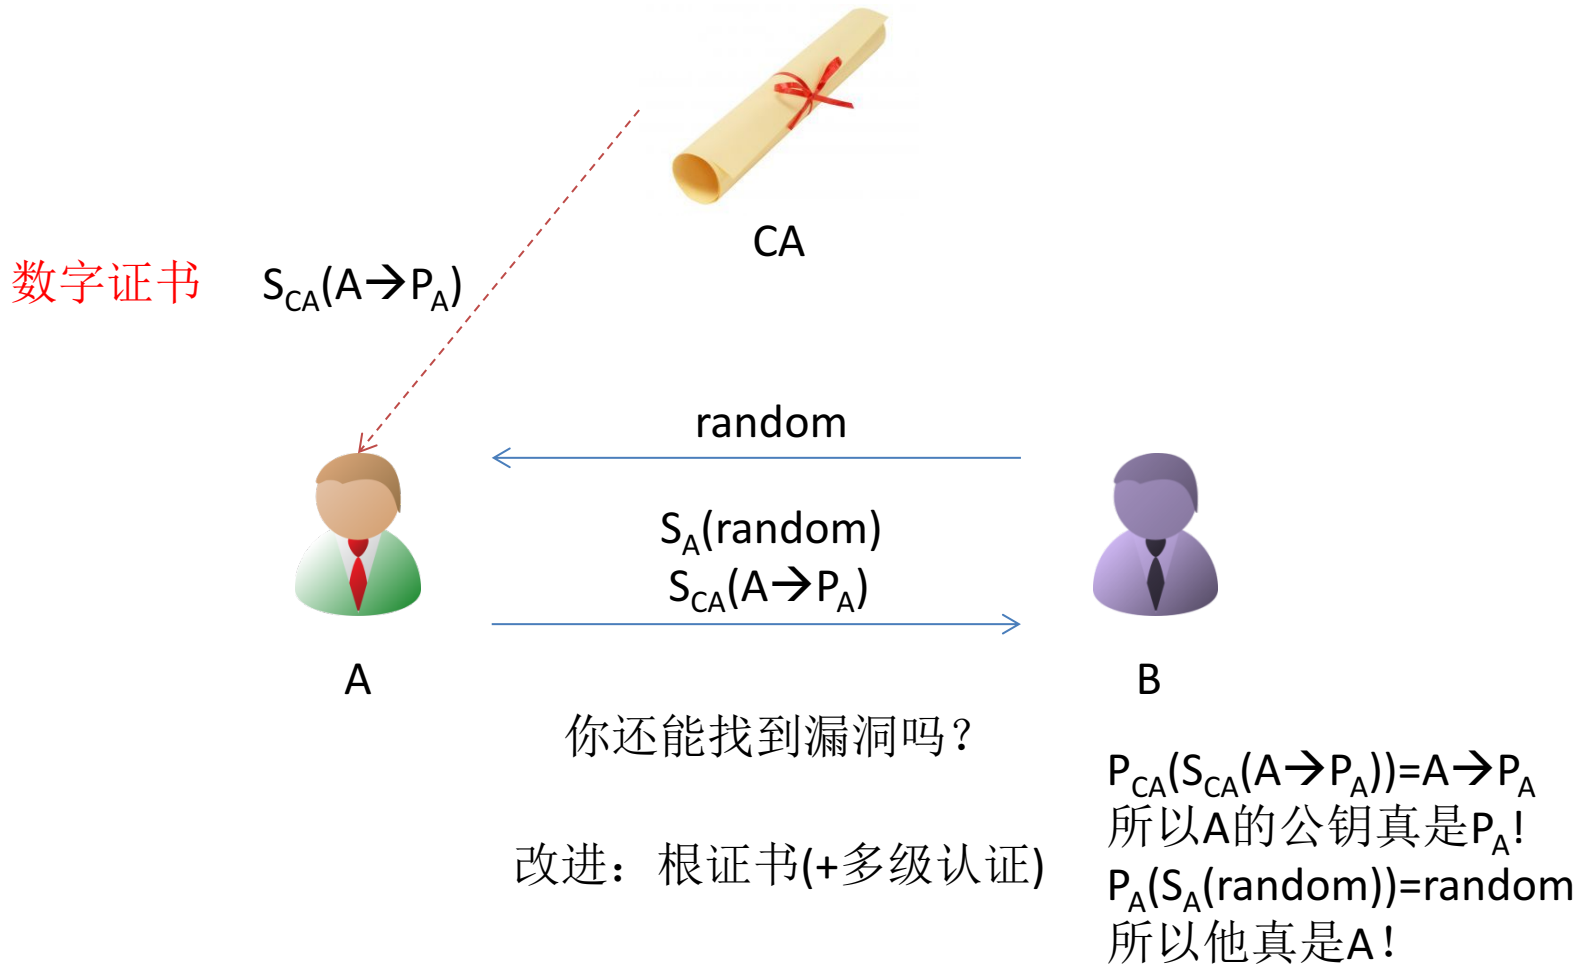 CA
数字证书
S_CA(A→P_A)
random
S_A(random)
S_CA(A→P_A)
A
B
你还能找到漏洞吗？
改进：根证书(+多级认证)
P_CA(S_CA(A→P_A))=A→P_A
所以A的公钥真是P_A!
P_A(S_A(random))=random
所以他真是A！